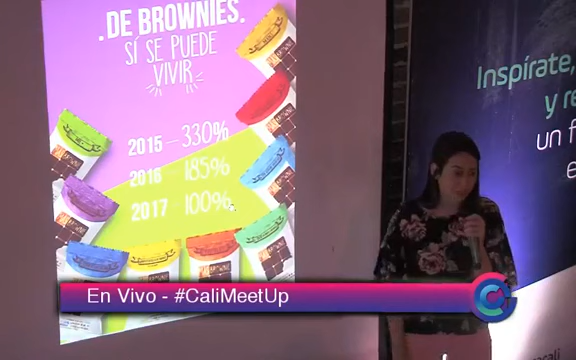 .DE BROWNIES.
SÍ SE PUEDE
VIVIR
2015 - 330%
2016 - 185%
2017 - 100%
Inspírate,
y re
un f
e
En Vivo - #CaliMeetUp